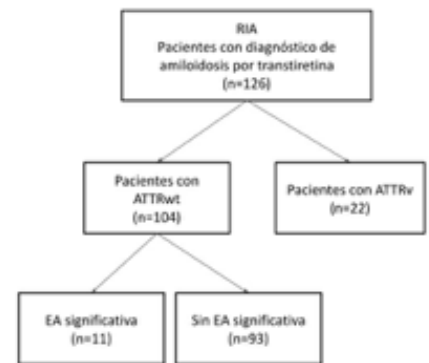 RIA
Pacientes con diagnóstico de
amiloidosis por transtiretina
(n=126)
Pacientes con
ATTRwt
(n=104)
Pacientes con ATTRv
(n=22)
EA significativa
(n=11)
Sin EA significativa
(n=93)